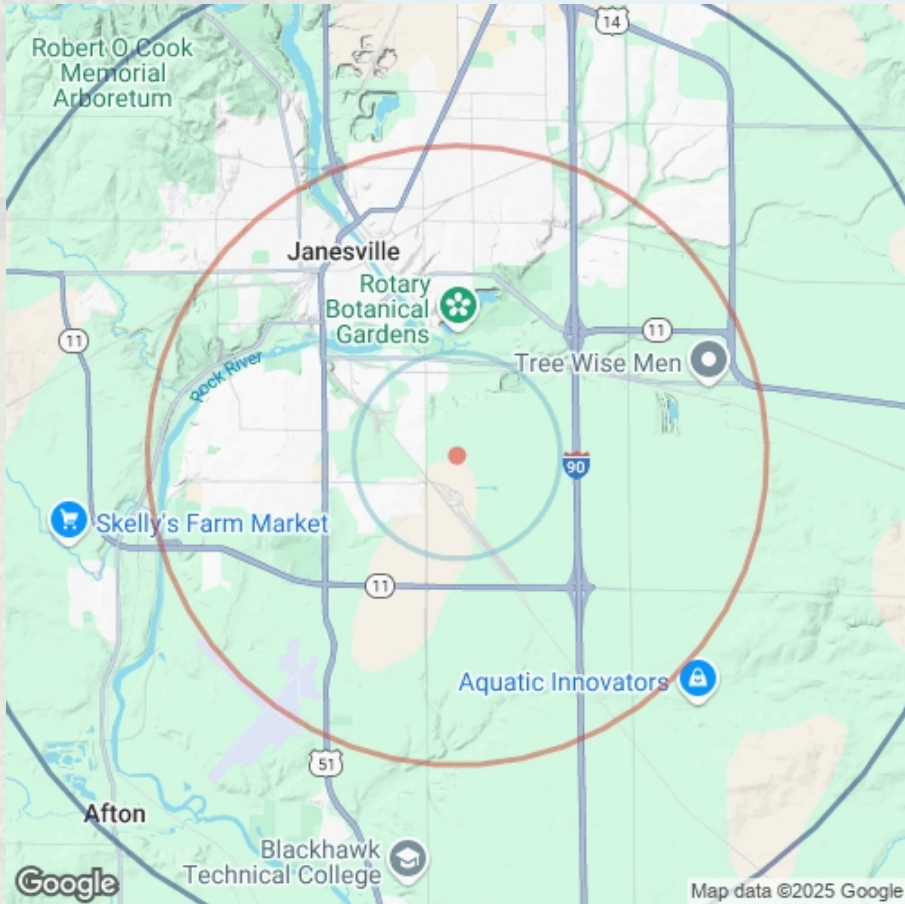 14
Robert O Cook
Memorial
Arboretum
Janesville
Rotary
Botanical
Gardens
11
11
Tree Wise Men
Rock River
90
Skelly's Farm Market
11
Aquatic Innovators
51
Afton
Blackhawk
Technical College
Google
Map data ©2025 Google